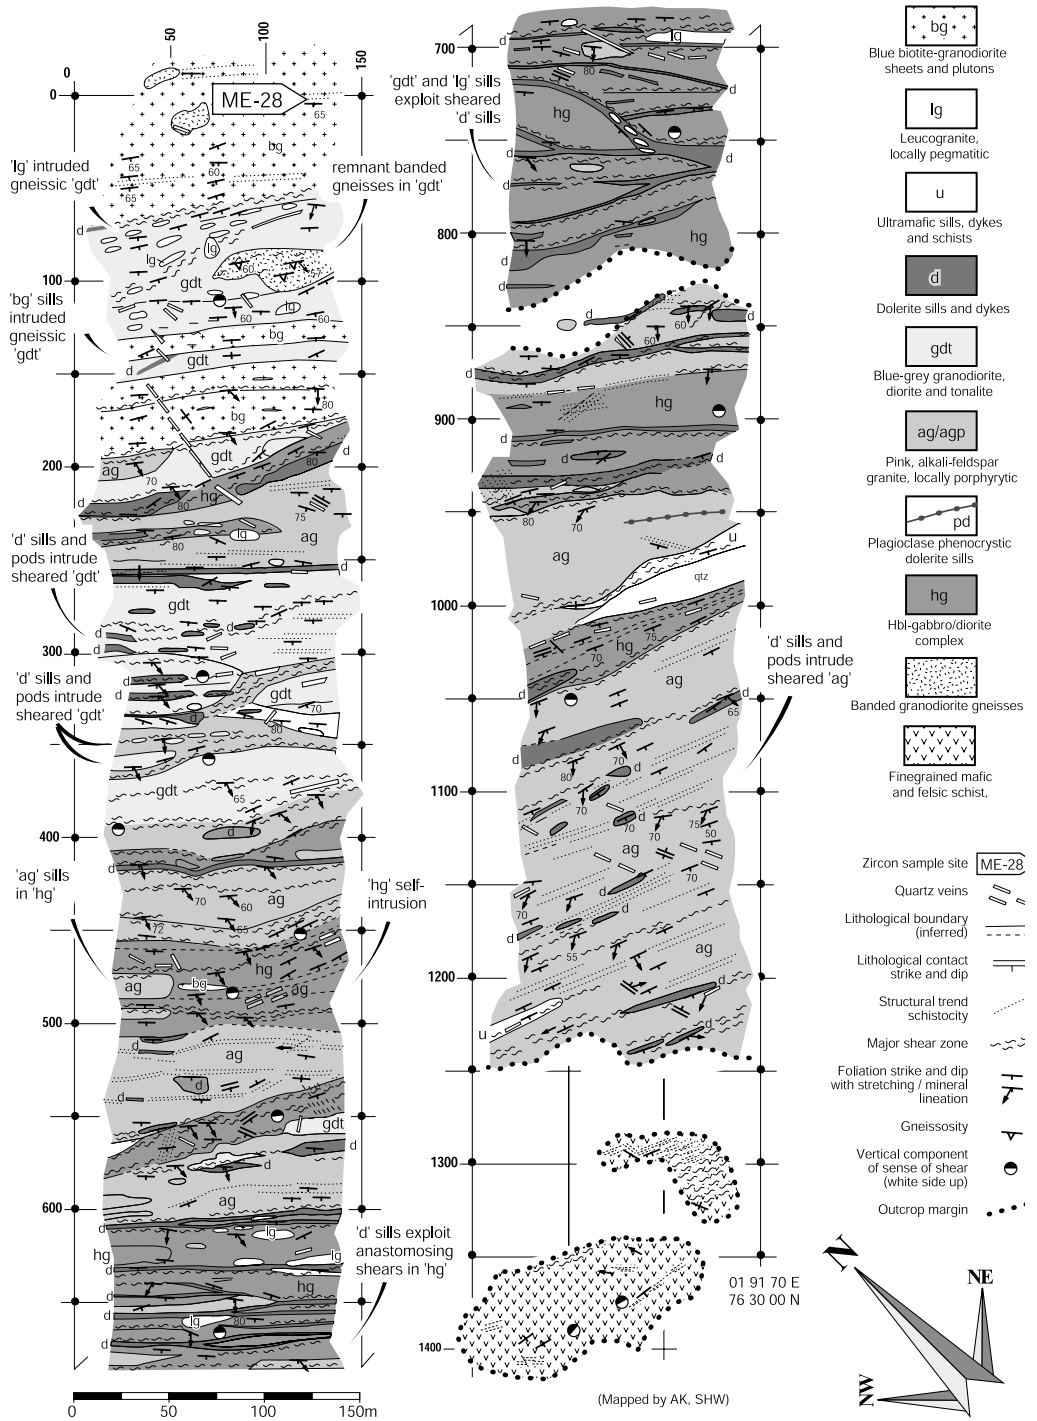 50
100
150
0
0
ME-28
65
bg
'lg' intruded
gneissic 'gdt'
remnant banded
gneisses in 'gdt'
65
60
65
d
lg
lg
60
57
100
gdt
'bg' sills
intruded
gneissic
'gdt'
lg
60
60
bg
gdt
d
80
bg
gdt
80
d
200
ag
70
hg
80
d
75
lg
ag
80
'd' sills and
pods intrude
sheared 'gdt'
d
gdt
d
d
300
d
'd' sills and
pods intrude
sheared 'gdt'
d
gdt
70
d
80
gdt
65
400
d
d
'ag' sills
in 'hg'
'hg' self-
intrusion
70
60
ag
72
65
hg
ag
bg
ag
500
d
ag
d
d
gdt
d
d
ag
600
d
lg
'd' sills exploit
anastomosing
shears in 'hg'
hg
lg
d
hg
d
lg
80
d
0
50
100
150m
700
d
lg
80
'gdt' and 'lg' sills
exploit sheared
'd' sills
d
hg
d
d
d
800
hg
d
d
d
60
60
d
d
900
hg
d
d
d
80
70
ag
u
qtz
1000
75
hg
70
'd' sills and
pods intrude
sheared 'ag'
ag
d
d
65
d
70
80
d
1100
70
d
70
75
50
70
ag
70
d
70
d
55
ag
1200
d
u
d
1300
01 91 70 E
76 30 00 N
1400
(Mapped by AK, SHW)
bg
Blue biotite-granodiorite
sheets and plutons
lg
Leucogranite,
locally pegmatitic
u
Ultramafic sills, dykes
and schists
d
Dolerite sills and dykes
gdt
Blue-grey granodiorite,
diorite and tonalite
ag/agp
Pink, alkali-feldspar
granite, locally porphyrytic
pd
Plagioclase phenocrystic
dolerite sills
hg
Hbl-gabbro/diorite
complex
Banded granodiorite gneisses
Finegrained mafic
and felsic schist,
Zircon sample site
ME-28
Quartz veins
Lithological boundary
(inferred)
Lithological contact
strike and dip
Structural trend
schistocity
Major shear zone
Foliation strike and dip
with stretching / mineral
lineation
Gneissosity
Vertical component
of sense of shear
(white side up)
Outcrop margin
N
NE
NW